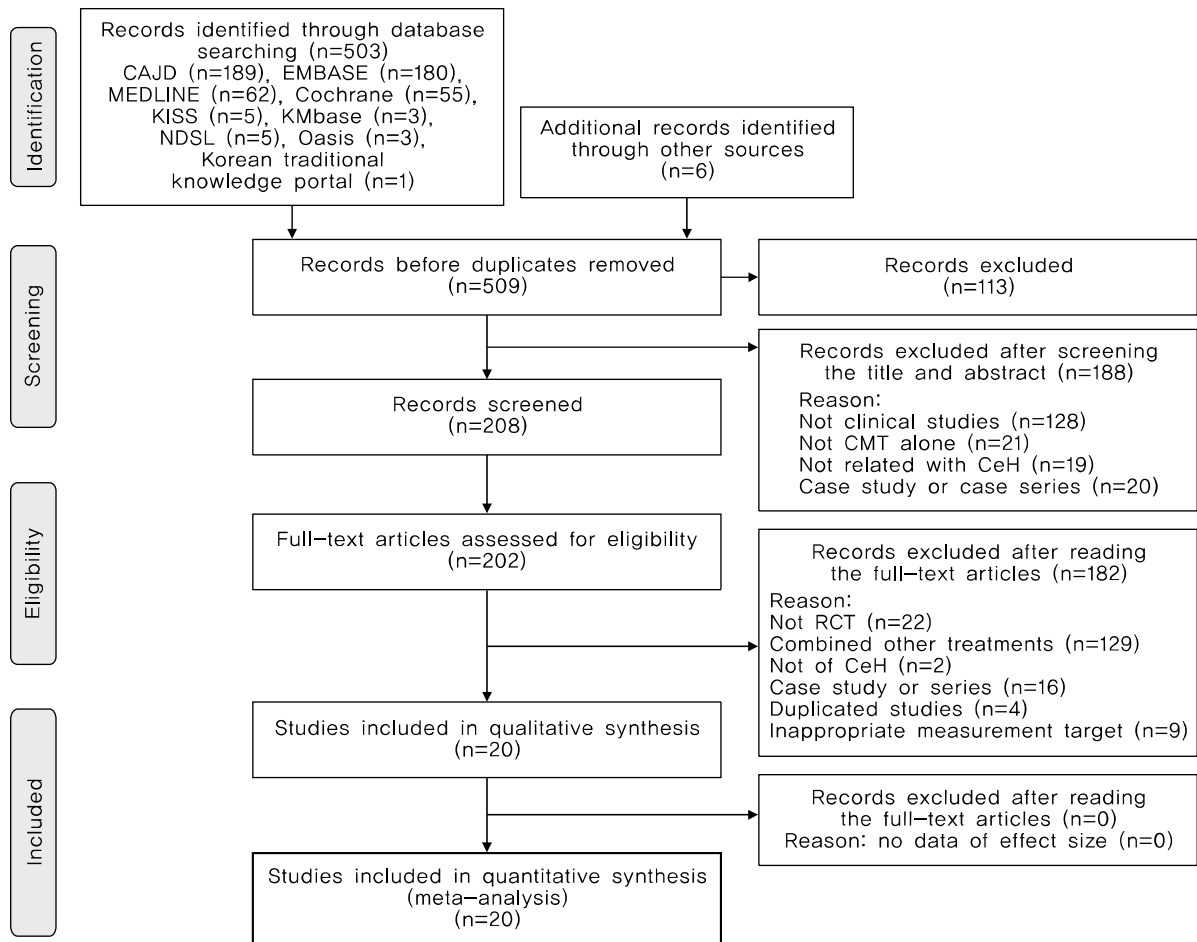 Identification
Records identified through database
searching (n=503)
CAJD (n=189), EMBASE (n=180),
MEDLINE (n=62), Cochrane (n=55),
KISS (n=5), KMbase (n=3),
NDSL (n=5), Oasis (n=3),
Korean traditional
knowledge portal (n=1)
Additional records identified
through other sources
(n=6)
Screening
Records before duplicates removed
(n=509)
Records excluded
(n=113)
Records excluded after screening
the title and abstract (n=188)
Reason:
Not clinical studies (n=128)
Not CMT alone (n=21)
Not related with CeH (n=19)
Case study or case series (n=20)
Records screened
(n=208)
Eligibility
Full-text articles assessed for eligibility
(n=202)
Records excluded after reading
the full-text articles (n=182)
Reason:
Not RCT (n=22)
Combined other treatments (n=129)
Not of CeH (n=2)
Case study or series (n=16)
Duplicated studies (n=4)
Inappropriate measurement target (n=9)
Included
Studies included in qualitative synthesis
(n=20)
Records excluded after reading
the full-text articles (n=0)
Reason: no data of effect size (n=0)
Studies included in quantitative synthesis
(meta-analysis)
(n=20)